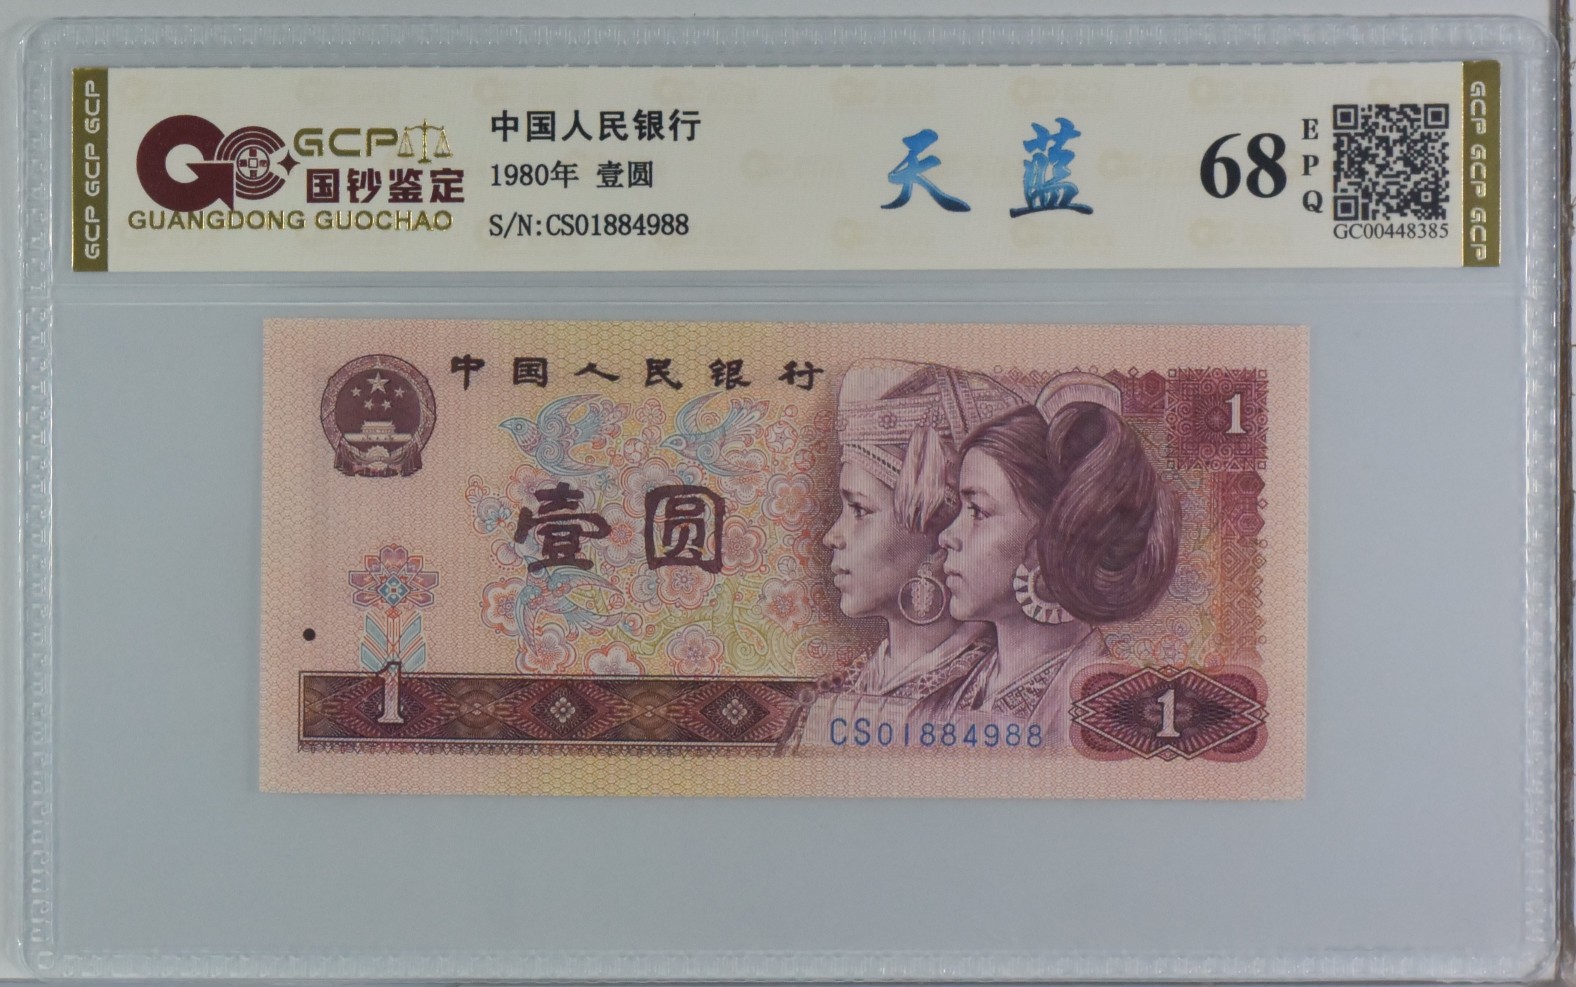 GCP GCP GCP
GCP
国钞鉴定
GUANGDONG GUOCHAO
中国人民银行
1980年 壹圆
S/N:CS01884988
天蓝
68
EPQ
GC00448385
GCP GCP GCP
中国人民银行
1
壹圆
1
CS01884988
1